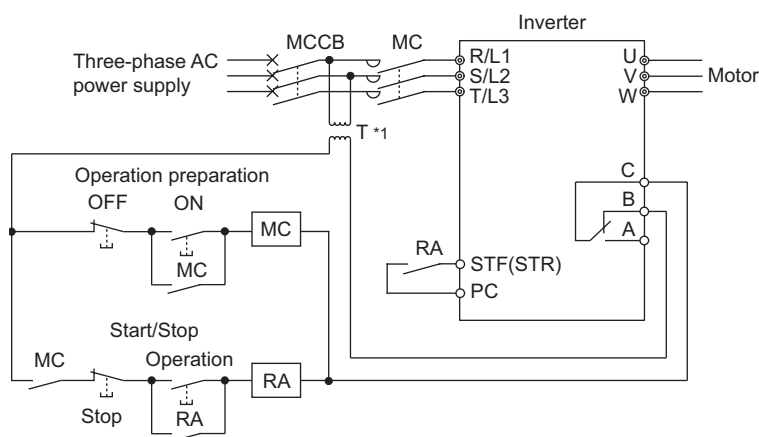 Inverter
MCCB
MC
Three-phase AC
power supply
R/L1
S/L2
T/L3
U
V
W
Motor
T *1
Operation preparation
OFF
ON
MC
MC
C
B
A
RA
STF(STR)
PC
Start/Stop
MC
Operation
RA
Stop
RA